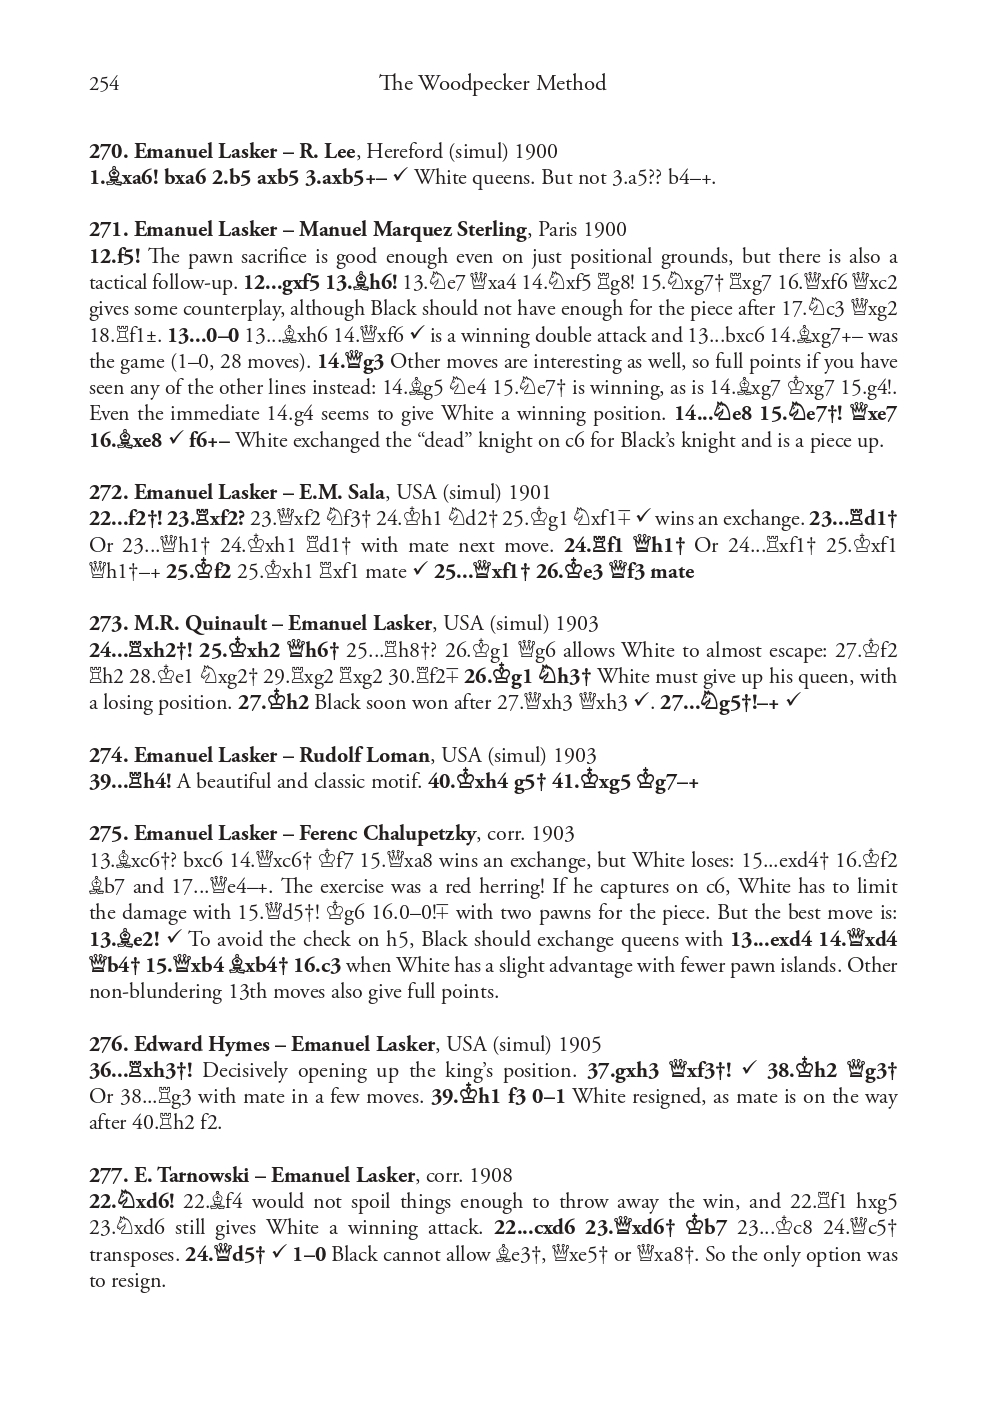 254 The Woodpecker Method
270. Emanuel Lasker – R. Lee, Hereford (simul) 1900
1.♗xa6! bxa6 2.b5 axb5 3.axb5+– ✓ White queens. But not 3.a5?? b4–+.
271. Emanuel Lasker – Manuel Marquez Sterling, Paris 1900
12.f5! The pawn sacrifice is good enough even on just positional grounds, but there is also a
tactical follow-up. 12...gxf5 13.♗h6! 13.♘e7 ♕xa4 14.♘xf5 ♖g8! 15.♘xg7† ♖xg7 16.♕xf6 ♕xc2
gives some counterplay, although Black should not have enough for the piece after 17.♘c3 ♕xg2
18.♖f1±. 13...0–0 13...♗xh6 14.♕xf6 ✓ is a winning double attack and 13...bxc6 14.♗xg7+– was
the game (1–0, 28 moves). 14.♕g3 Other moves are interesting as well, so full points if you have
seen any of the other lines instead: 14.♗g5 ♘e4 15.♘e7† is winning, as is 14.♗xg7 ♔xg7 15.g4!.
Even the immediate 14.g4 seems to give White a winning position. 14...♘e8 15.♘e7†! ♕xe7
16.♗xe8 ✓ f6+– White exchanged the “dead” knight on c6 for Black’s knight and is a piece up.
272. Emanuel Lasker – E.M. Sala, USA (simul) 1901
22...f2†! 23.♖xf2? 23.♕xf2 ♘f3† 24.♔h1 ♘d2† 25.♔g1 ♘xf1∓ ✓ wins an exchange. 23...♖d1†
Or 23...♕h1† 24.♔xh1 ♖d1† with mate next move. 24.♖f1 ♕h1† Or 24...♖xf1† 25.♔xf1
♕h1†–+ 25.♔f2 25.♔xh1 ♖xf1 mate ✓ 25...♕xf1† 26.♔e3 ♕f3 mate
273. M.R. Quinault – Emanuel Lasker, USA (simul) 1903
24...♖xh2†! 25.♔xh2 ♕h6† 25...♖h8†? 26.♔g1 ♕g6 allows White to almost escape: 27.♔f2
♖h2 28.♔e1 ♘xg2† 29.♖xg2 ♖xg2 30.♖f2∓ 26.♔g1 ♘h3† White must give up his queen, with
a losing position. 27.♔h2 Black soon won after 27.♕xh3 ♕xh3 ✓. 27...♘g5†!–+ ✓
274. Emanuel Lasker – Rudolf Loman, USA (simul) 1903
39...♖h4! A beautiful and classic motif. 40.♔xh4 g5† 41.♔xg5 ♔g7–+
275. Emanuel Lasker – Ferenc Chalupetzky, corr. 1903
13.♗xc6†? bxc6 14.♕xc6† ♔f7 15.♕xa8 wins an exchange, but White loses: 15...exd4† 16.♔f2
♗b7 and 17...♕e4–+. The exercise was a red herring! If he captures on c6, White has to limit
the damage with 15.♕d5†! ♔g6 16.0–0!∓ with two pawns for the piece. But the best move is:
13.♗e2! ✓ To avoid the check on h5, Black should exchange queens with 13...exd4 14.♕xd4
♕b4† 15.♕xb4 ♗xb4† 16.c3 when White has a slight advantage with fewer pawn islands. Other
non-blundering 13th moves also give full points.
276. Edward Hymes – Emanuel Lasker, USA (simul) 1905
36...♖xh3†! Decisively opening up the king’s position. 37.gxh3 ♕xf3†! ✓ 38.♔h2 ♕g3†
Or 38...♖g3 with mate in a few moves. 39.♔h1 f3 0–1 White resigned, as mate is on the way
after 40.♖h2 f2.
277. E. Tarnowski – Emanuel Lasker, corr. 1908
22.♘xd6! 22.♗f4 would not spoil things enough to throw away the win, and 22.♖f1 hxg5
23.♘xd6 still gives White a winning attack. 22...cxd6 23.♕xd6† ♔b7 23...♔c8 24.♕c5†
transposes. 24.♕d5† ✓ 1–0 Black cannot allow ♗e3†, ♕xe5† or ♕xa8†. So the only option was
to resign.